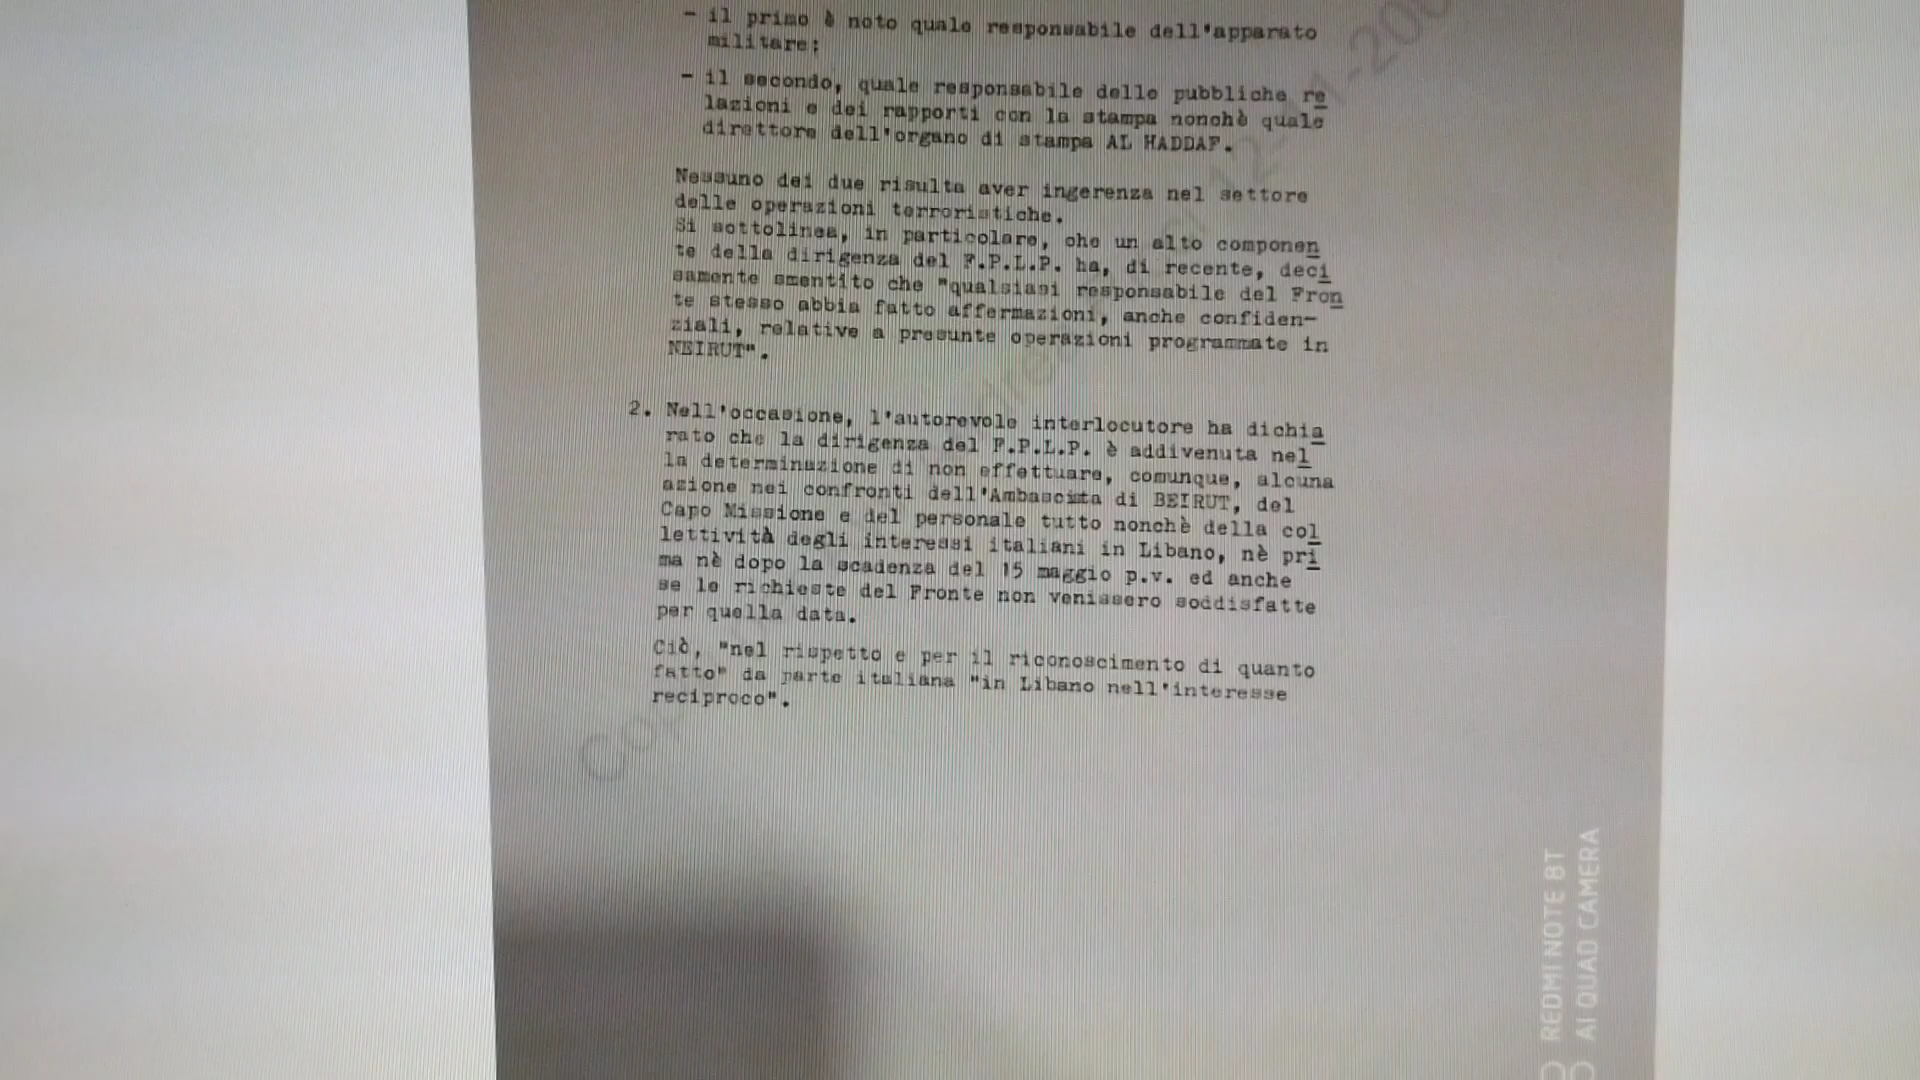 - il primo è noto quale responsabile dell'apparato
militare;
- il secondo, quale responsabile delle pubbliche re
lazioni e dei rapporti con la stampa nonchè quale
direttore dell'organo di stampa AL HADDAF.
Nessuno dei due risulta aver ingerenza nel settore
delle operazioni terroristiche.
Si sottolinea, in particolare, che un alto componen
te della dirigenza del F.P.L.P. ha, di recente, deci
samente smentito che "qualsiasi responsabile del Fron
te stesso abbia fatto affermazioni, anche confiden-
ziali, relative a presunte operazioni programmate in
NEIRUT".
2. Nell'occasione, l'autorevole interlocutore ha dichia
rato che la dirigenza del F.P.L.P. è addivenuta nel
la determinazione di non effettuare, comunque, alcuna
azione nei confronti dell'Ambasciata di BEIRUT, del
Capo Missione e del personale tutto nonchè della col
lettività degli interessi italiani in Libano, nè pri
ma nè dopo la scadenza del 15 maggio p.v. ed anche
se le richieste del Fronte non venissero soddisfatte
per quella data.
Ciò, "nel rispetto e per il riconoscimento di quanto
fatto" da parte italiana "in Libano nell'interesse
reciproco".
REDMI NOTE 8T
AI QUAD CAMERA